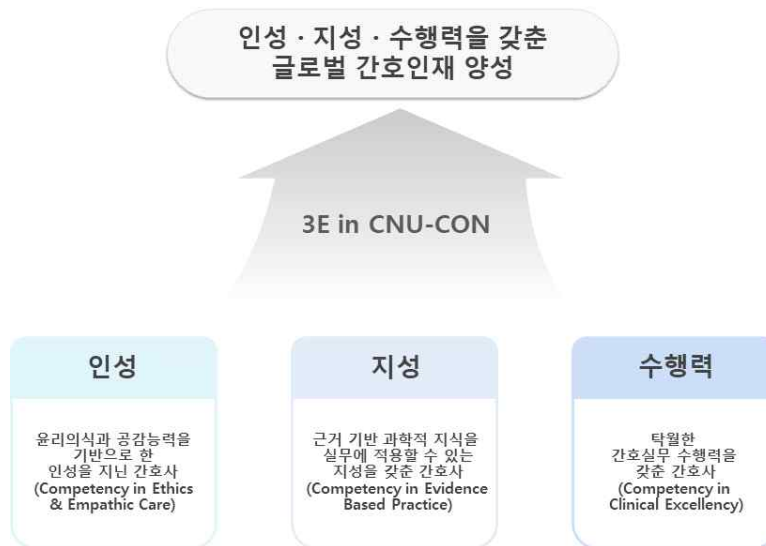 인성 · 지성 · 수행력을 갖춘
글로벌 간호인재 양성
3E in CNU-CON
인성
윤리의식과 공감능력을
기반으로 한
인성을 지닌 간호사
(Competency in Ethics
& Empathic Care)
지성
근거 기반 과학적 지식을
실무에 적용할 수 있는
지성을 갖춘 간호사
(Competency in Evidence
Based Practice)
수행력
탁월한
간호실무 수행력을
갖춘 간호사
(Competency in
Clinical Excellency)